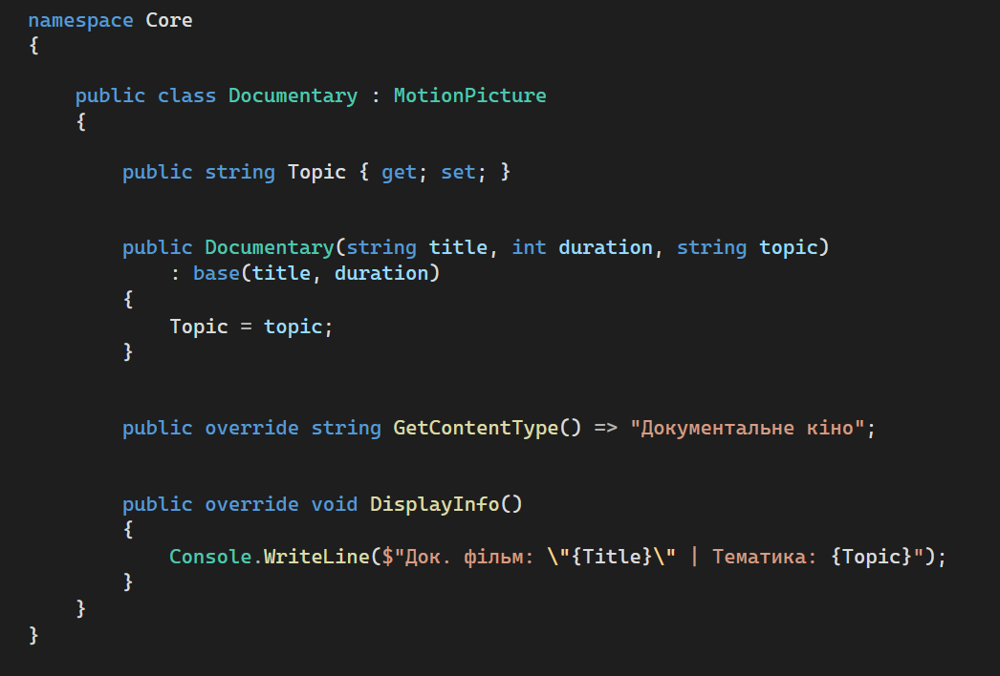 namespace Core
{
public class Documentary : MotionPicture
{
public string Topic { get; set; }
public Documentary(string title, int duration, string topic)
: base(title, duration)
{
Topic = topic;
}
public override string GetContentType() => "Документальне кіно";
public override void DisplayInfo()
{
Console.WriteLine($"Док. фільм: \"{Title}\" | Тематика: {Topic}");
}
}
}